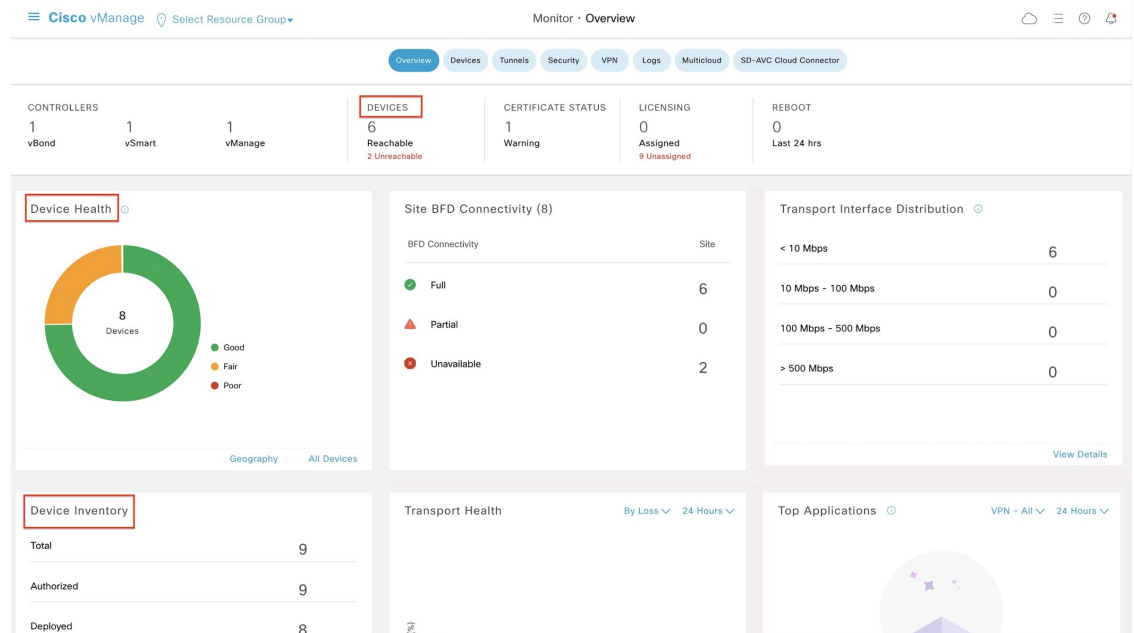 Cisco vManage Select Resource Group
Monitor · Overview
Overview Devices Tunnels Security VPN Logs Multicloud SD-AVC Cloud Connector
CONTROLLERS
1 1 1
vBond vSmart vManage
DEVICES
6
Reachable
2 Unreachable
CERTIFICATE STATUS
1
Warning
LICENSING
0
Assigned
9 Unassigned
REBOOT
0
Last 24 hrs
Device Health
8
Devices
Good
Fair
Poor
Geography All Devices
Site BFD Connectivity (8)
BFD Connectivity Site
Full 6
Partial 0
Unavailable 2
Transport Interface Distribution
< 10 Mbps 6
10 Mbps - 100 Mbps 0
100 Mbps - 500 Mbps 0
> 500 Mbps 0
View Details
Device Inventory
Total 9
Authorized 9
Deployed 8
Transport Health By Loss 24 Hours
Top Applications VPN - All 24 Hours